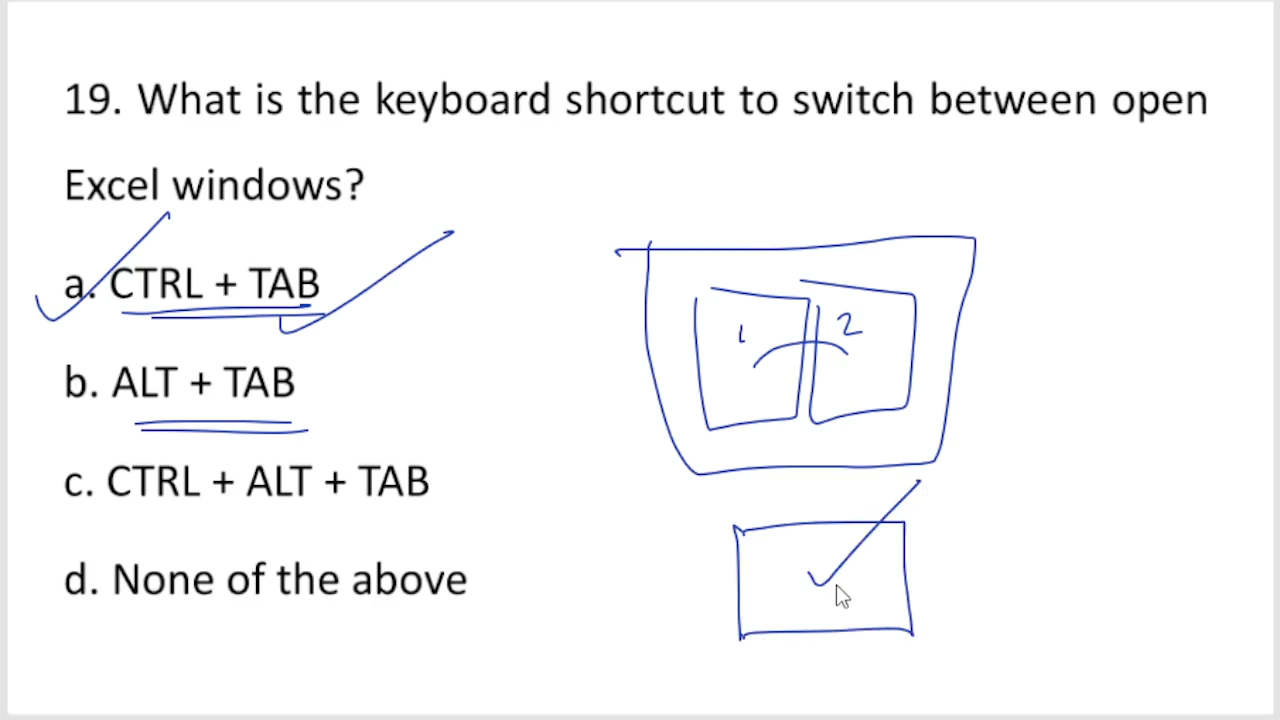 19. What is the keyboard shortcut to switch between open
Excel windows?
a. CTRL + TAB
b. ALT + TAB
c. CTRL + ALT + TAB
d. None of the above
1 2